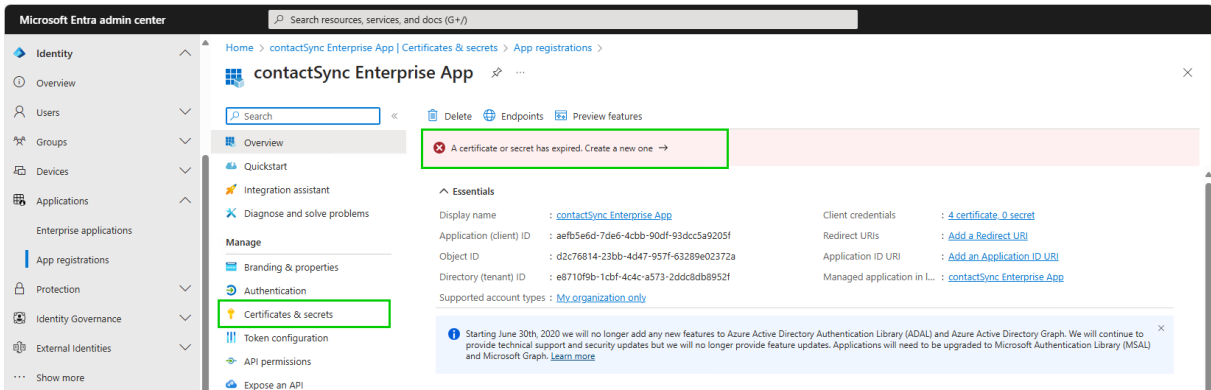 Microsoft Entra admin center
Search resources, services, and docs (G+/)
Identity
Overview
Users
Groups
Devices
Applications
Enterprise applications
App registrations
Protection
Identity Governance
External Identities
Show more
Home > contactSync Enterprise App | Certificates & secrets > App registrations >
contactSync Enterprise App
Search
Overview
Quickstart
Integration assistant
Diagnose and solve problems
Manage
Branding & properties
Authentication
Certificates & secrets
Token configuration
API permissions
Expose an API
Delete Endpoints Preview features
A certificate or secret has expired. Create a new one →
Essentials
Display name : contactSync Enterprise App
Application (client) ID : aefb5e6d-7de6-4cbb-90df-93dcc5a9205f
Object ID : d2c76814-23bb-4d47-957f-63289e02372a
Directory (tenant) ID : e8710f9b-1cbf-4c4c-a573-2ddc8db8952f
Supported account types : My organization only
Client credentials : 4 certificate, 0 secret
Redirect URIs : Add a Redirect URI
Application ID URI : Add an Application ID URI
Managed application in l... : contactSync Enterprise App
Starting June 30th, 2020 we will no longer add any new features to Azure Active Directory Authentication Library (ADAL) and Azure Active Directory Graph. We will continue to
provide technical support and security updates but we will no longer provide feature updates. Applications will need to be upgraded to Microsoft Authentication Library (MSAL)
and Microsoft Graph. Learn more